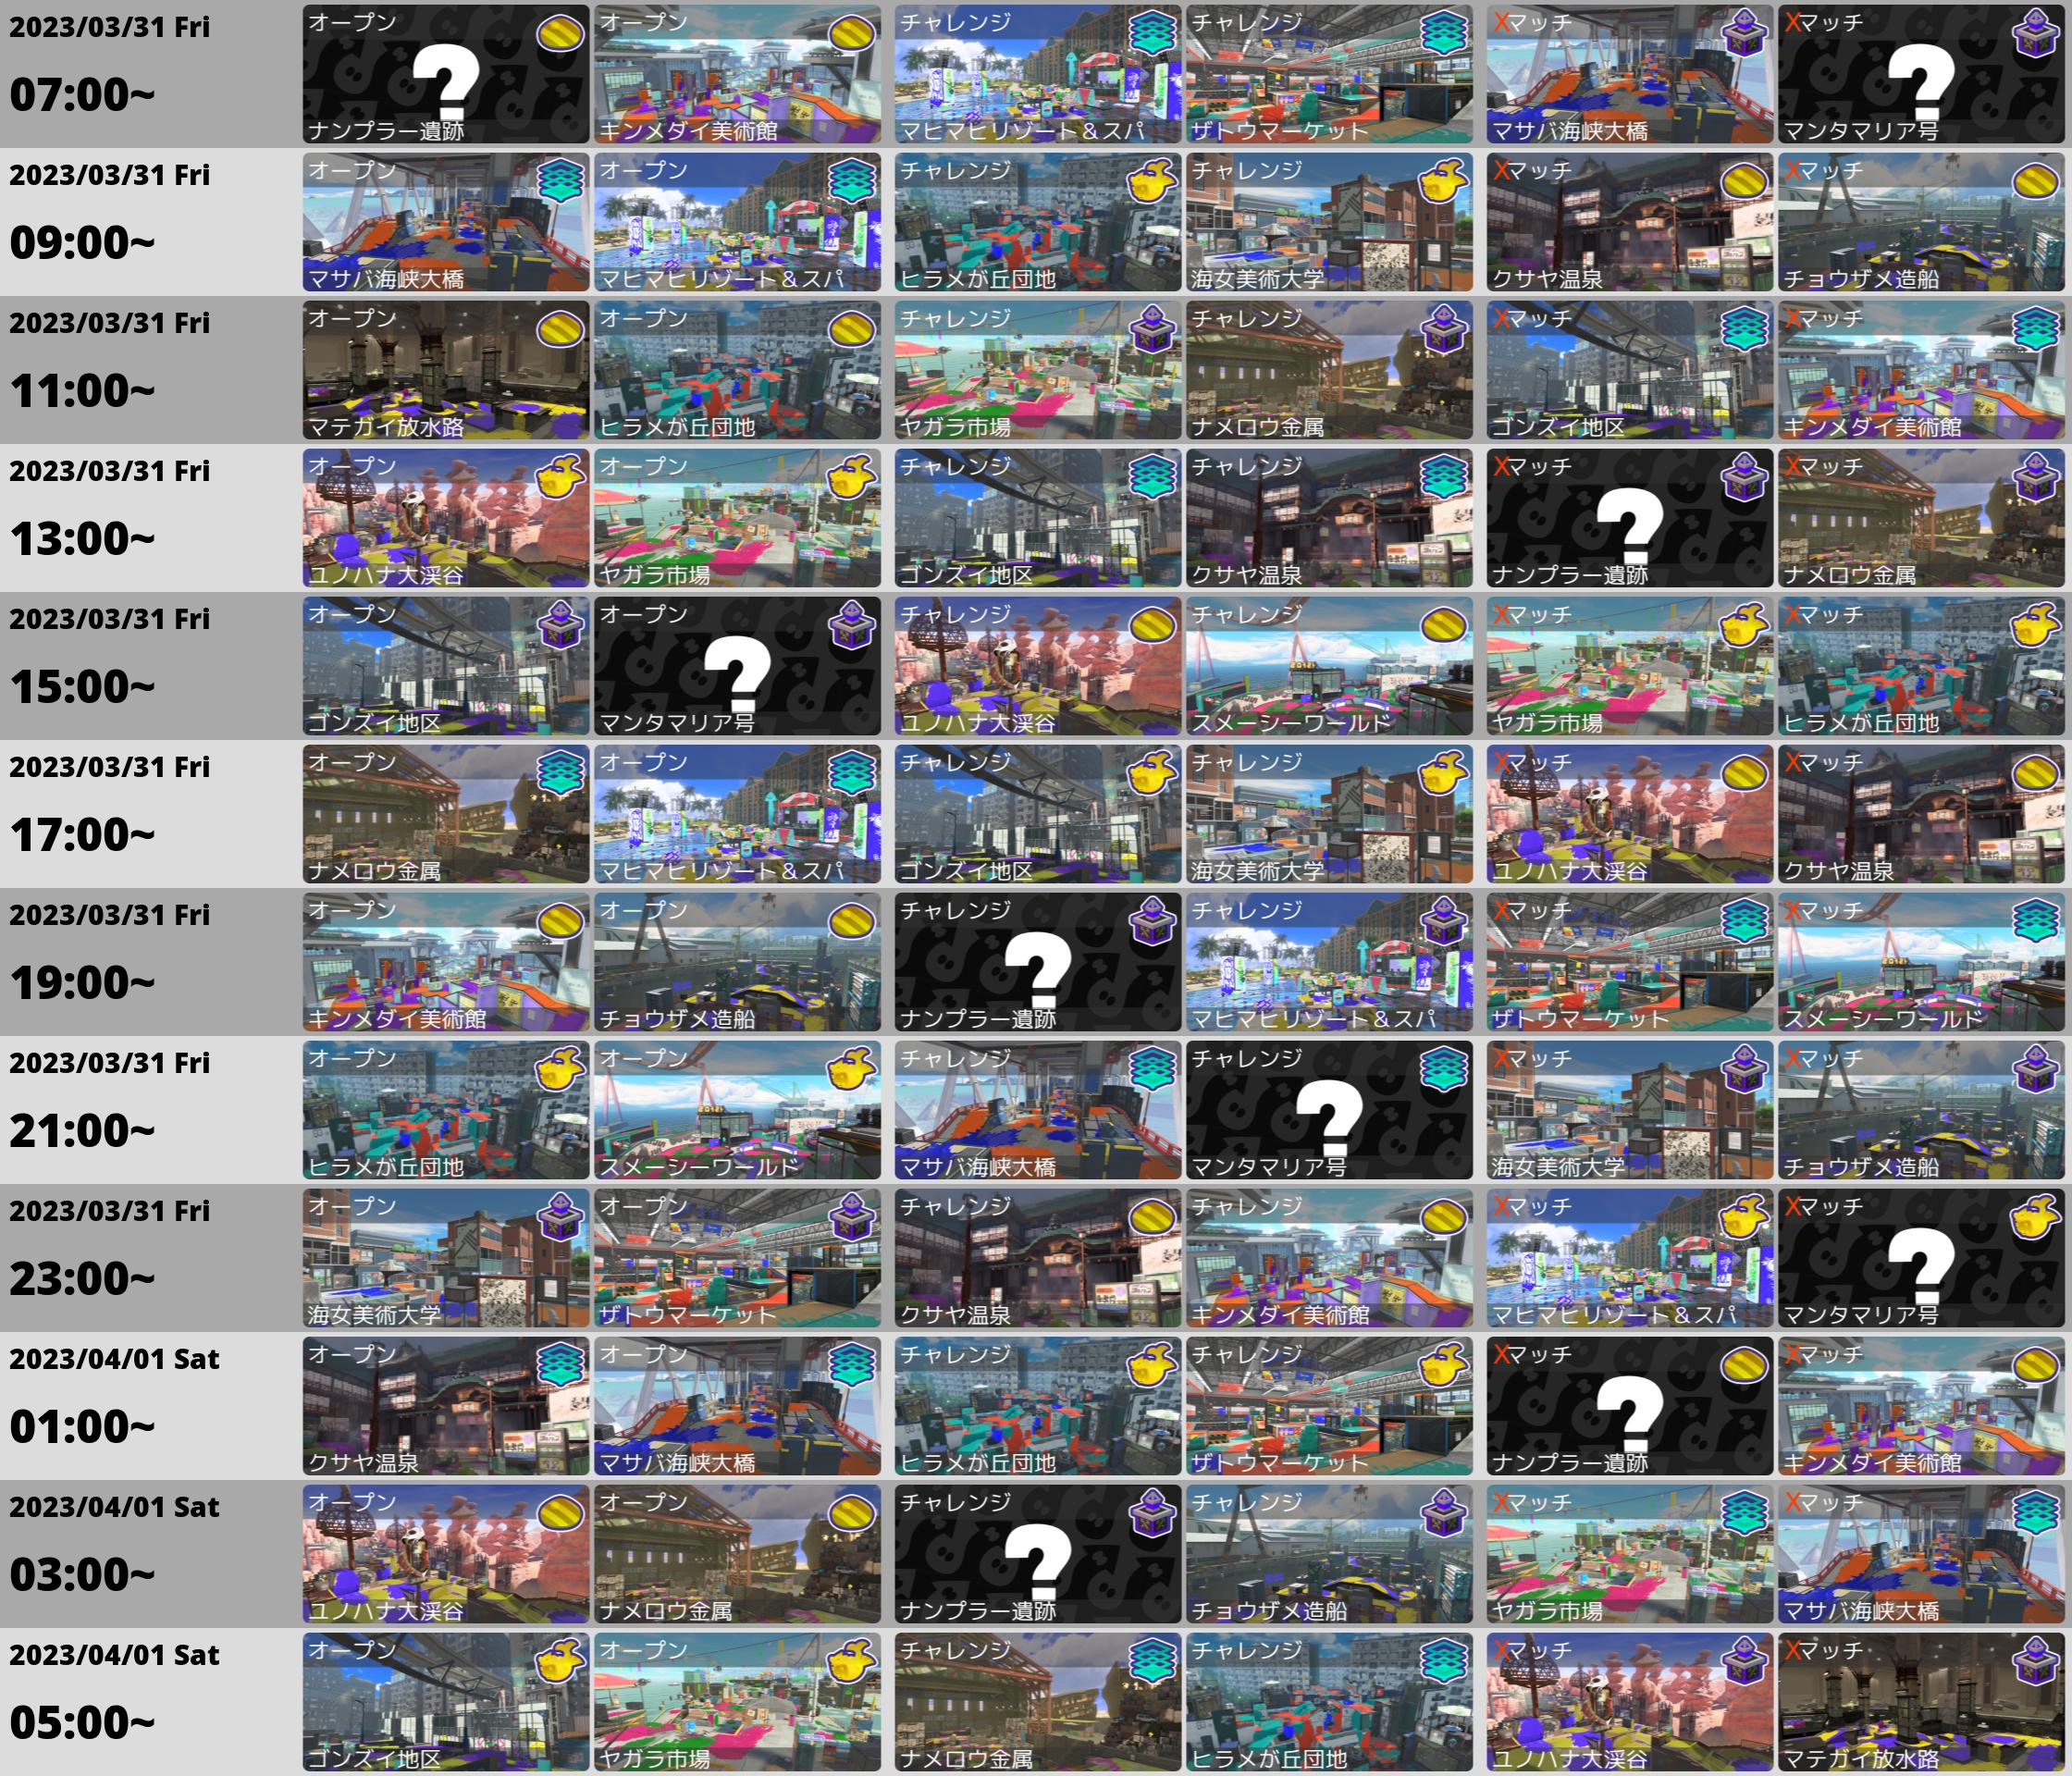 2023/03/31 Fri
07:00~
オープン
ナンプラー遺跡
オープン
キンメダイ美術館
チャレンジ
マヒマヒリゾート&スパ
チャレンジ
ザトウマーケット
Xマッチ
マサバ海峡大橋
Xマッチ
マンタマリア号
2023/03/31 Fri
09:00~
オープン
マサバ海峡大橋
オープン
マヒマヒリゾート&スパ
チャレンジ
ヒラメが丘団地
チャレンジ
海女美術大学
Xマッチ
クサヤ温泉
Xマッチ
チョウザメ造船
2023/03/31 Fri
11:00~
オープン
マテガイ放水路
オープン
ヒラメが丘団地
チャレンジ
ヤガラ市場
チャレンジ
ナメロウ金属
Xマッチ
ゴンズイ地区
Xマッチ
キンメダイ美術館
2023/03/31 Fri
13:00~
オープン
ユノハナ大渓谷
オープン
ヤガラ市場
チャレンジ
ゴンズイ地区
チャレンジ
クサヤ温泉
Xマッチ
ナンプラー遺跡
Xマッチ
ナメロウ金属
2023/03/31 Fri
15:00~
オープン
ゴンズイ地区
オープン
マンタマリア号
チャレンジ
ユノハナ大渓谷
チャレンジ
スメーシーワールド
Xマッチ
ヤガラ市場
Xマッチ
ヒラメが丘団地
2023/03/31 Fri
17:00~
オープン
ナメロウ金属
オープン
マヒマヒリゾート&スパ
チャレンジ
ゴンズイ地区
チャレンジ
海女美術大学
Xマッチ
ユノハナ大渓谷
Xマッチ
クサヤ温泉
2023/03/31 Fri
19:00~
オープン
キンメダイ美術館
オープン
チョウザメ造船
チャレンジ
ナンプラー遺跡
チャレンジ
マヒマヒリゾート&スパ
Xマッチ
ザトウマーケット
Xマッチ
スメーシーワールド
2023/03/31 Fri
21:00~
オープン
ヒラメが丘団地
オープン
スメーシーワールド
チャレンジ
マサバ海峡大橋
チャレンジ
マンタマリア号
Xマッチ
海女美術大学
Xマッチ
チョウザメ造船
2023/03/31 Fri
23:00~
オープン
海女美術大学
オープン
ザトウマーケット
チャレンジ
クサヤ温泉
チャレンジ
キンメダイ美術館
Xマッチ
マヒマヒリゾート&スパ
Xマッチ
マンタマリア号
2023/04/01 Sat
01:00~
オープン
クサヤ温泉
オープン
マサバ海峡大橋
チャレンジ
ヒラメが丘団地
チャレンジ
ザトウマーケット
Xマッチ
ナンプラー遺跡
Xマッチ
キンメダイ美術館
2023/04/01 Sat
03:00~
オープン
ユノハナ大渓谷
オープン
ナメロウ金属
チャレンジ
ナンプラー遺跡
チャレンジ
チョウザメ造船
Xマッチ
ヤガラ市場
Xマッチ
マサバ海峡大橋
2023/04/01 Sat
05:00~
オープン
ゴンズイ地区
オープン
ヤガラ市場
チャレンジ
ナメロウ金属
チャレンジ
ヒラメが丘団地
Xマッチ
ユノハナ大渓谷
Xマッチ
マテガイ放水路